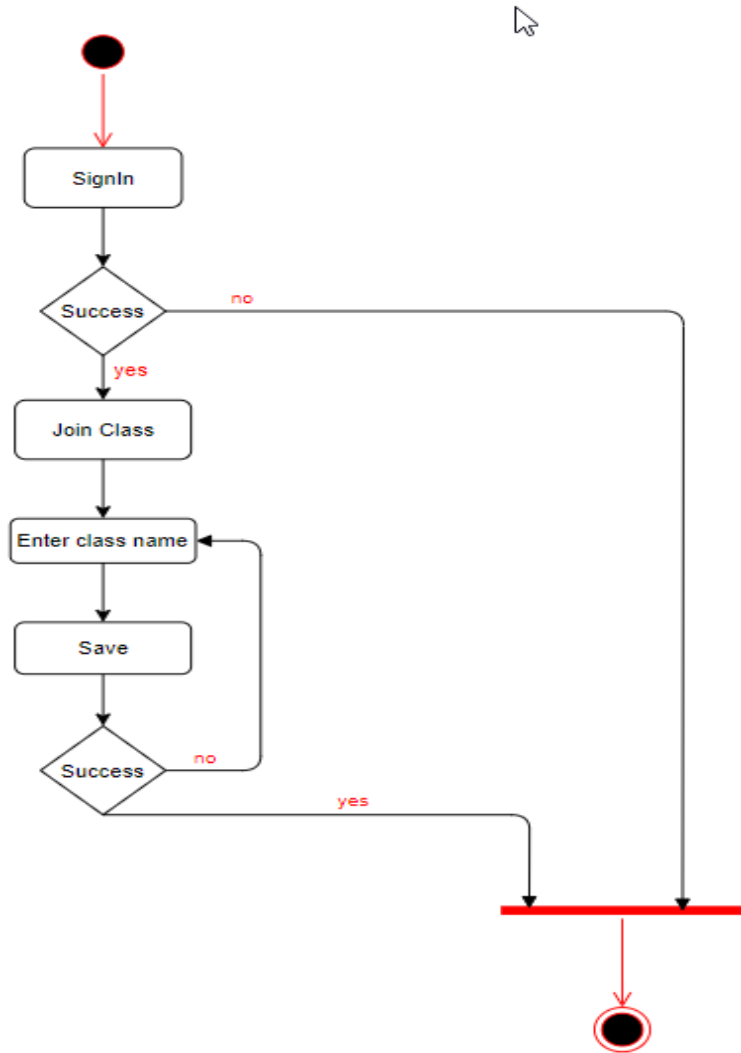 SignIn
Success
no
yes
Join Class
Enter class name
Save
Success
no
yes